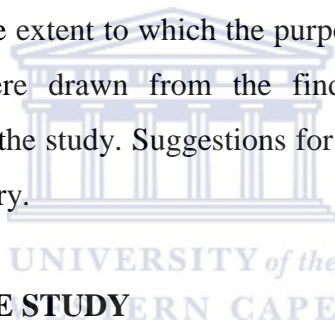 e extent to which the purpo
ere drawn from the find
the study. Suggestions for
ry.
UNIVERSITY of the
E STUDY
WESTERN CAPE